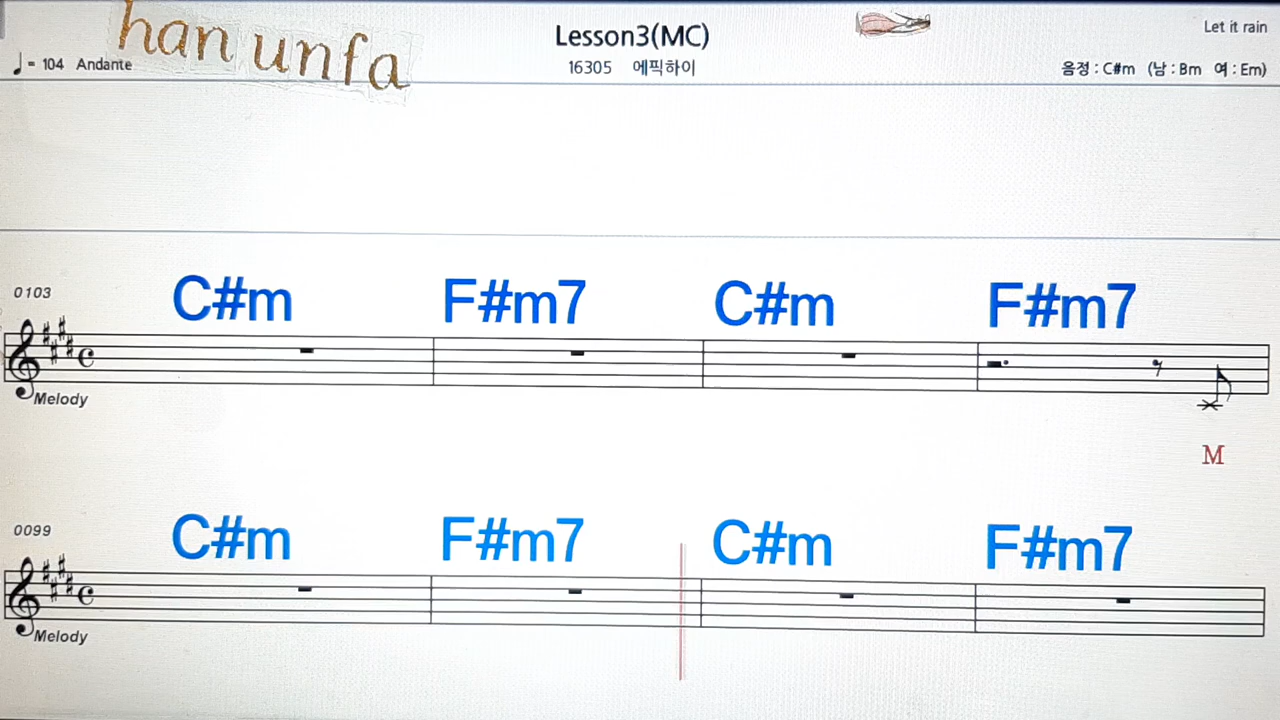 han unfa
Lesson3(MC)
Let it rain
♩= 104 Andante
16305 에픽하이
음정 : C#m (남 : Bm 여 : Em)
0103
C#m F#m7 C#m F#m7
Melody
M
0099
C#m F#m7 C#m F#m7
Melody